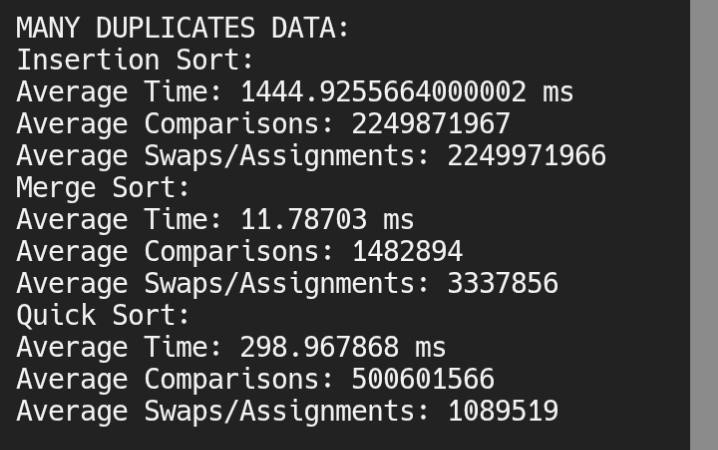 MANY DUPLICATES DATA:
Insertion Sort:
Average Time: 1444.9255664000002 ms
Average Comparisons: 2249871967
Average Swaps/Assignments: 2249971966
Merge Sort:
Average Time: 11.78703 ms
Average Comparisons: 1482894
Average Swaps/Assignments: 3337856
Quick Sort:
Average Time: 298.967868 ms
Average Comparisons: 500601566
Average Swaps/Assignments: 1089519